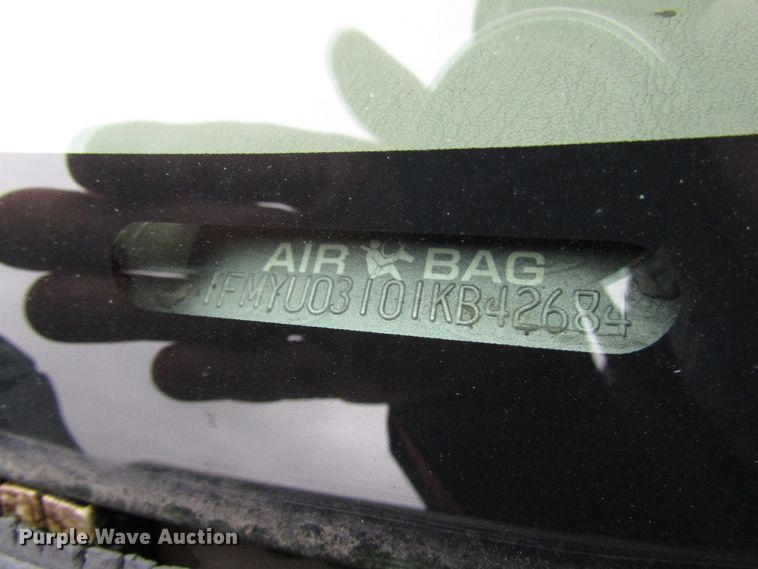 AIR BAG
1FMYU03101KB42684
Purple Wave Auction